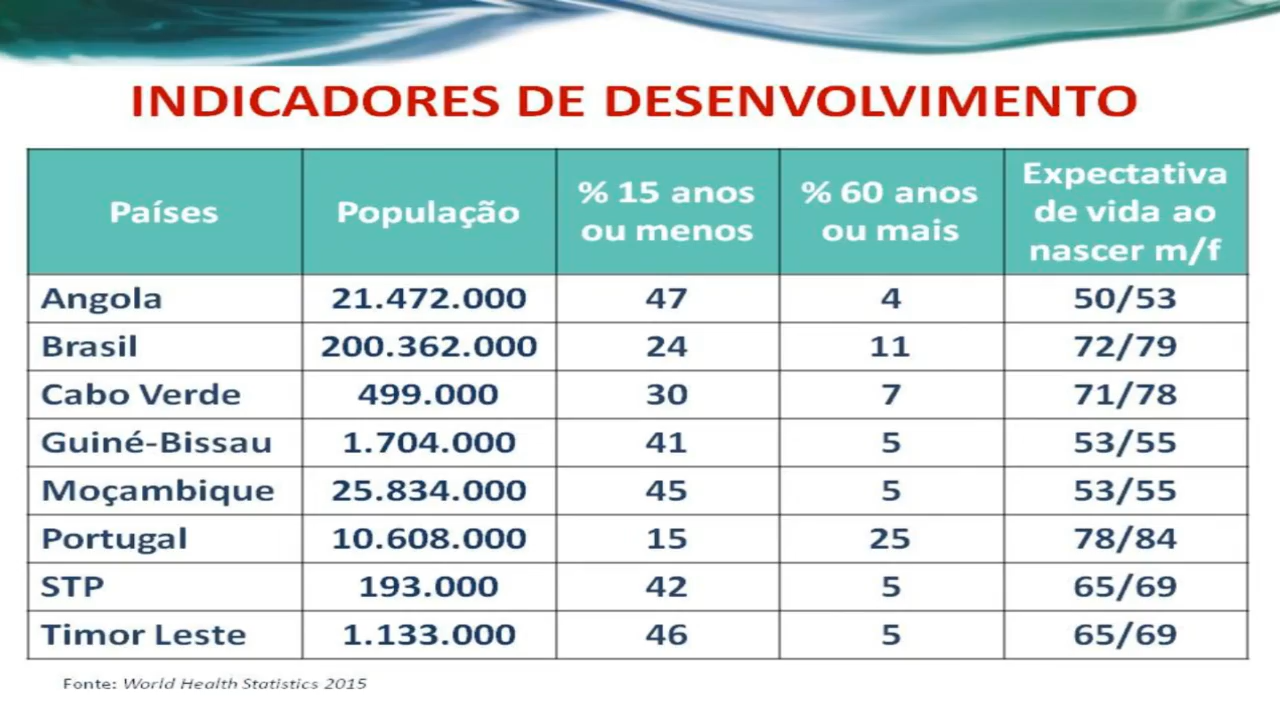 INDICADORES DE DESENVOLVIMENTO
Países População % 15 anos ou menos % 60 anos ou mais Expectativa de vida ao nascer m/f
Angola 21.472.000 47 4 50/53
Brasil 200.362.000 24 11 72/79
Cabo Verde 499.000 30 7 71/78
Guiné-Bissau 1.704.000 41 5 53/55
Moçambique 25.834.000 45 5 53/55
Portugal 10.608.000 15 25 78/84
STP 193.000 42 5 65/69
Timor Leste 1.133.000 46 5 65/69
Fonte: World Health Statistics 2015